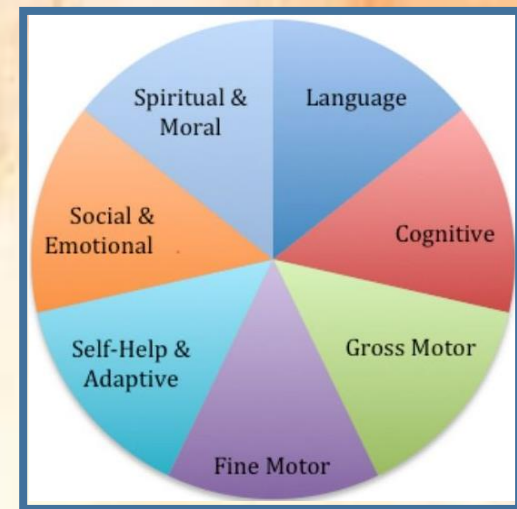 Language
Cognitive
Gross Motor
Fine Motor
Self-Help &
Adaptive
Social &
Emotional
Spiritual &
Moral